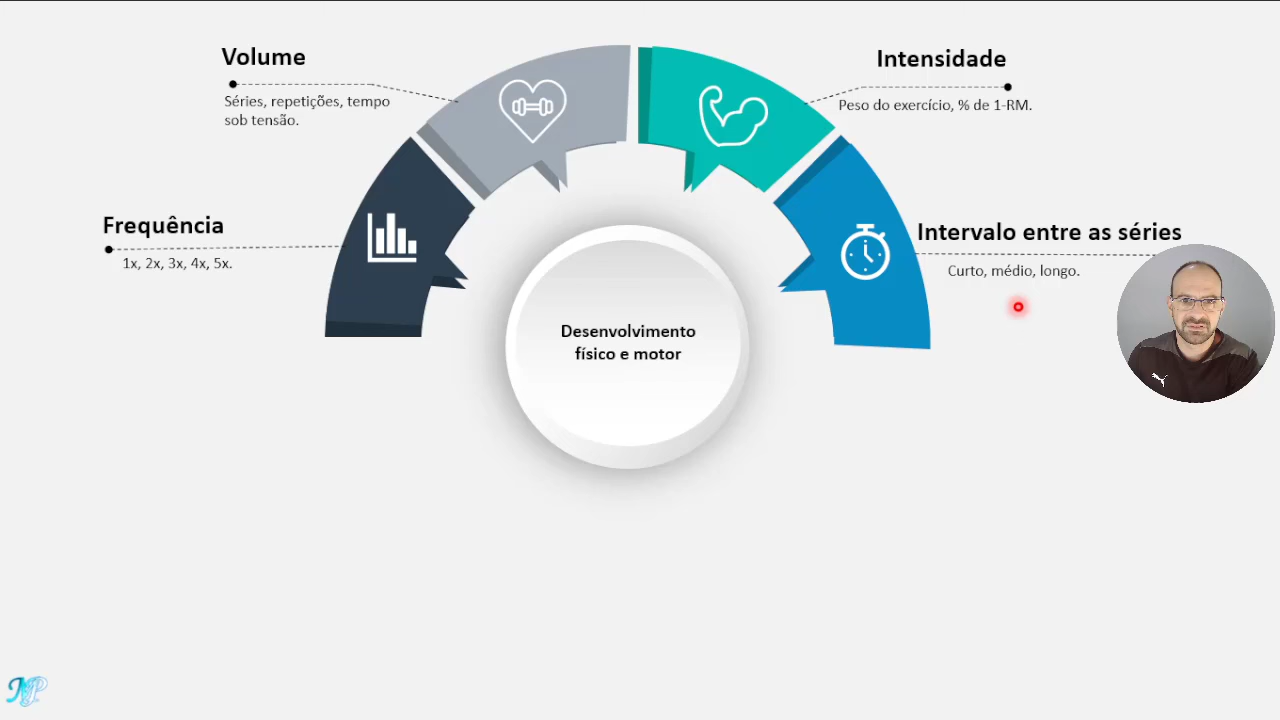 Volume
Séries, repetições, tempo
sob tensão.
Intensidade
Peso do exercício, % de 1-RM.
Frequência
1x, 2x, 3x, 4x, 5x.
Intervalo entre as séries
Curto, médio, longo.
Desenvolvimento
físico e motor